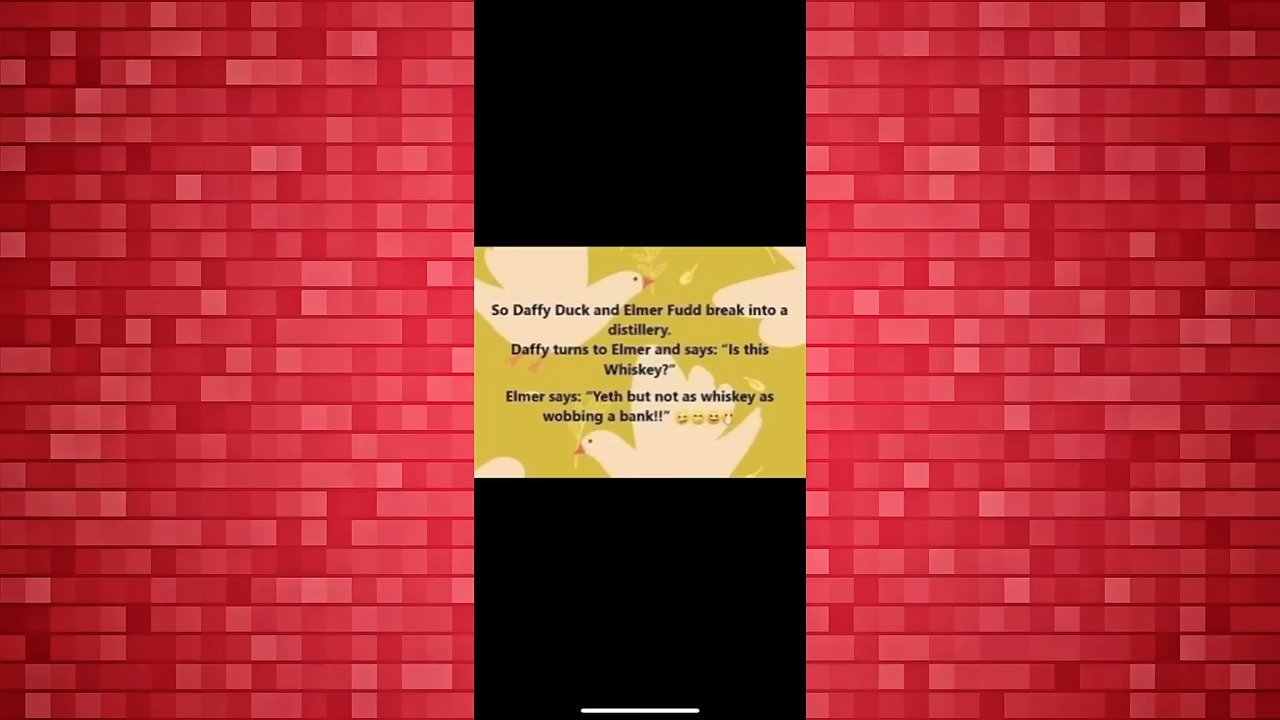 So Daffy Duck and Elmer Fudd break into a
distillery.
Daffy turns to Elmer and says: “Is this
Whiskey?”
Elmer says: “Yeth but not as whiskey as
wobbing a bank!!” 😄😁😆🤣